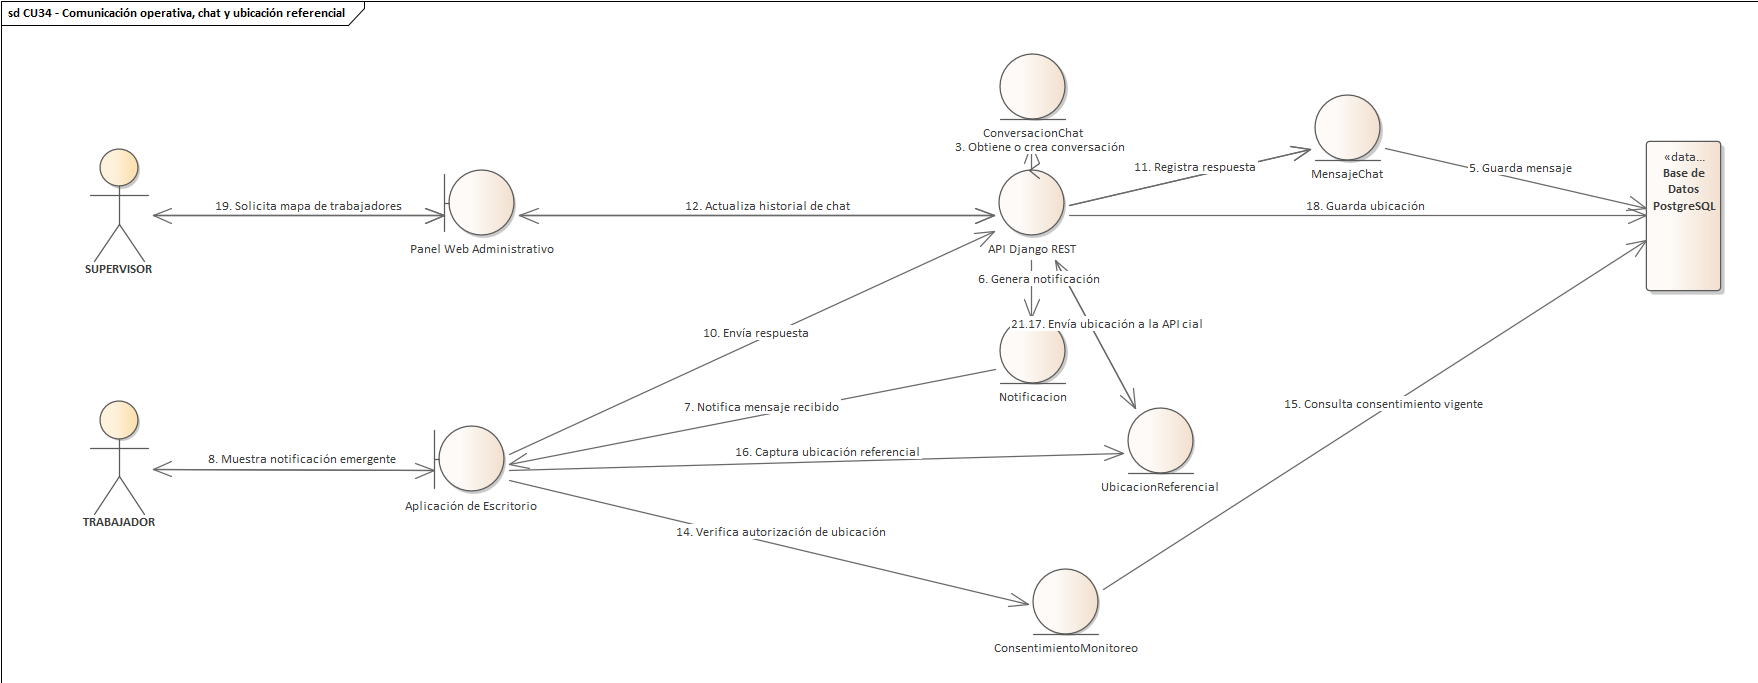 sd CU34 - Comunicación operativa, chat y ubicación referencial
ConversacionChat
3. Obtiene o crea conversación
11. Registra respuesta
MensajeChat
5. Guarda mensaje
«data...
Base de
Datos
PostgreSQL
19. Solicita mapa de trabajadores
12. Actualiza historial de chat
18. Guarda ubicación
Panel Web Administrativo
API Django REST
SUPERVISOR
6. Genera notificación
10. Envía respuesta
21.17. Envía ubicación a la API cial
Notificacion
7. Notifica mensaje recibido
15. Consulta consentimiento vigente
8. Muestra notificación emergente
16. Captura ubicación referencial
UbicacionReferencial
Aplicación de Escritorio
TRABAJADOR
14. Verifica autorización de ubicación
ConsentimientoMonitoreo